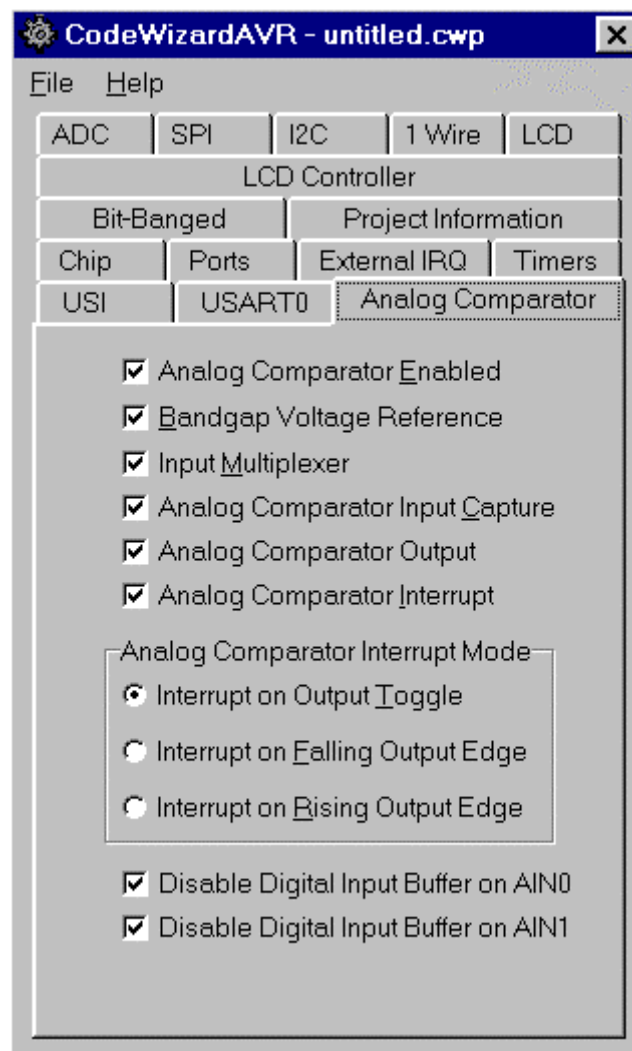 CodeWizardAVR - untitled.cwp
File Help
ADC SPI I2C 1 Wire LCD
LCD Controller
Bit-Banged Project Information
Chip Ports External IRQ Timers
USI USART0 Analog Comparator
Analog Comparator Enabled
Bandgap Voltage Reference
Input Multiplexer
Analog Comparator Input Capture
Analog Comparator Output
Analog Comparator Interrupt
Analog Comparator Interrupt Mode
Interrupt on Output Toggle
Interrupt on Falling Output Edge
Interrupt on Rising Output Edge
Disable Digital Input Buffer on AIN0
Disable Digital Input Buffer on AIN1